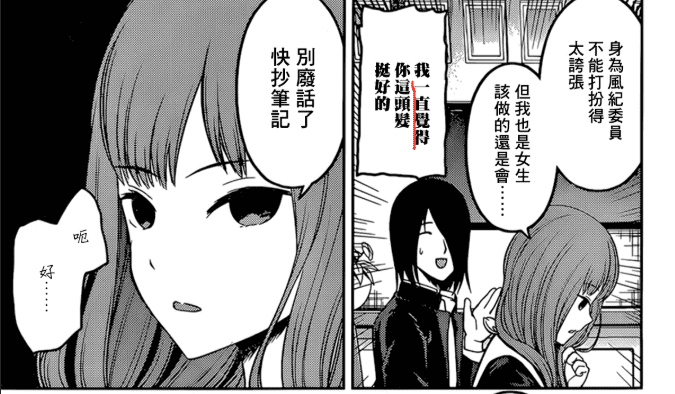 身為風紀委員
不能打扮得
太誇張
但我也是女生
該做的還是會……
我一直覺得
你這頭髮
挺好的
別廢話了
快抄筆記
呃
好……